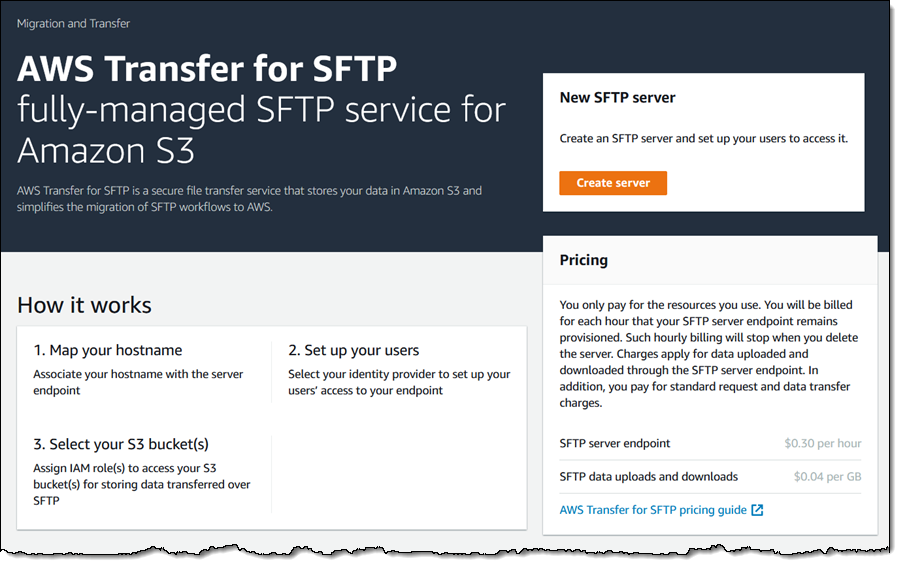 Migration and Transfer
AWS Transfer for SFTP
fully-managed SFTP service for
Amazon S3
AWS Transfer for SFTP is a secure file transfer service that stores your data in Amazon S3 and
simplifies the migration of SFTP workflows to AWS.
New SFTP server
Create an SFTP server and set up your users to access it.
Create server
How it works
1. Map your hostname
Associate your hostname with the server
endpoint
2. Set up your users
Select your identity provider to set up your
users' access to your endpoint
3. Select your S3 bucket(s)
Assign IAM role(s) to access your S3
bucket(s) for storing data transferred over
SFTP
Pricing
You only pay for the resources you use. You will be billed
for each hour that your SFTP server endpoint remains
provisioned. Such hourly billing will stop when you delete
the server. Charges apply for data uploaded and
downloaded through the SFTP server endpoint. In
addition, you pay for standard request and data transfer
charges.
SFTP server endpoint $0.30 per hour
SFTP data uploads and downloads $0.04 per GB
AWS Transfer for SFTP pricing guide